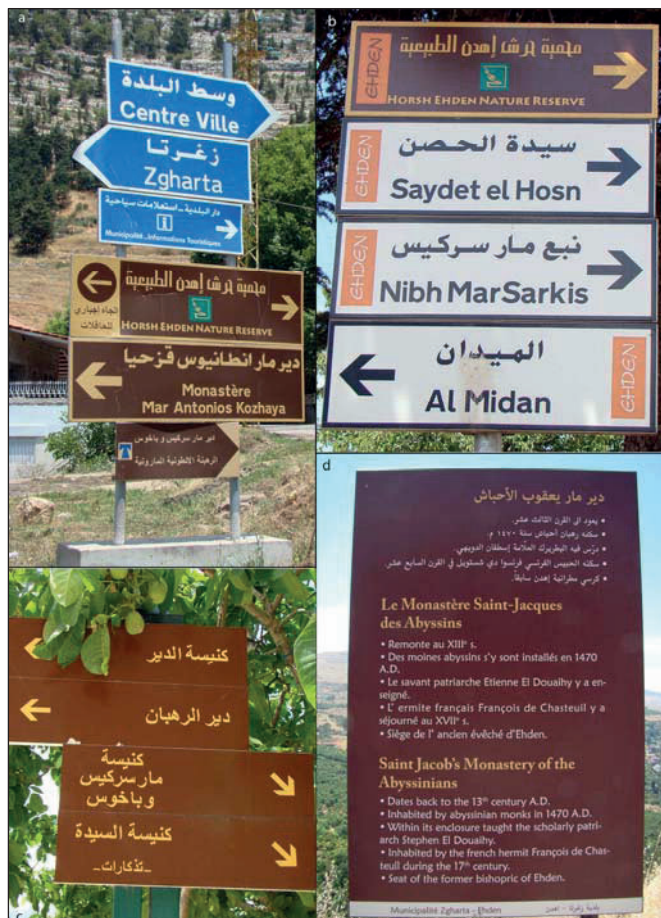 a
وسط البلدة
Centre Ville
زغرتا
Zgharta
دار البلدية - استعلامات سياحية
i
Municipalité - Informations Touristiques
اتجاه اجباري
للحافلات
محمية حرش إهدن الطبيعية
HORSH EHDEN NATURE RESERVE
دير مار انطانيوس قزحيا
Monastère
Mar Antonios Kozhaya
دير مار سركيس و باخوس
الرهبنة الانطونية المارونية
b
EHDEN
محمية حرش إهدن الطبيعية
HORSH EHDEN NATURE RESERVE
EHDEN
سيدة الحصن
Saydet el Hosn
EHDEN
نبع مار سركيس
Nibh MarSarkis
الميدان
Al Midan
EHDEN
c
كنيسة الدير
دير الرهبان
كنيسة
مار سركيس
و باخوس
كنيسة السيدة
-تذكارات-
d
دير مار يعقوب الأحباش
• يعود الى القرن الثالث عشر.
• سكنه رهبان أحباش سنة ١٤٧٠ م.
• درّس فيه البطريرك العلّامة إسطفان الدويهي.
• سكنه الحبيس الفرنسي فرنسوا داي شستويل في القرن السابع عشر.
• كرسي مطرانية إهدن سابقاً.
Le Monastère Saint-Jacques
des Abyssins
• Remonte au XIIIe s.
• Des moines abyssins s'y sont installés en 1470
A.D.
• Le savant patriarche Etienne El Douaihy y a en-
seigné.
• L' ermite français François de Chasteuil y a
séjourné au XVIIe s.
• Siège de l' ancien évêché d'Ehden.
Saint Jacob's Monastery of the
Abyssinians
• Dates back to the 13th century A.D.
• Inhabited by abyssinian monks in 1470 A.D.
• Within its enclosure taught the scholarly patri-
arch Stephen El Douaihy.
• Inhabited by the french hermit François de Chas-
teuil during the 17th century.
• Seat of the former bishopric of Ehden.
Municipalité Zgharta - Ehden
بلدية زغرتا - اهدن